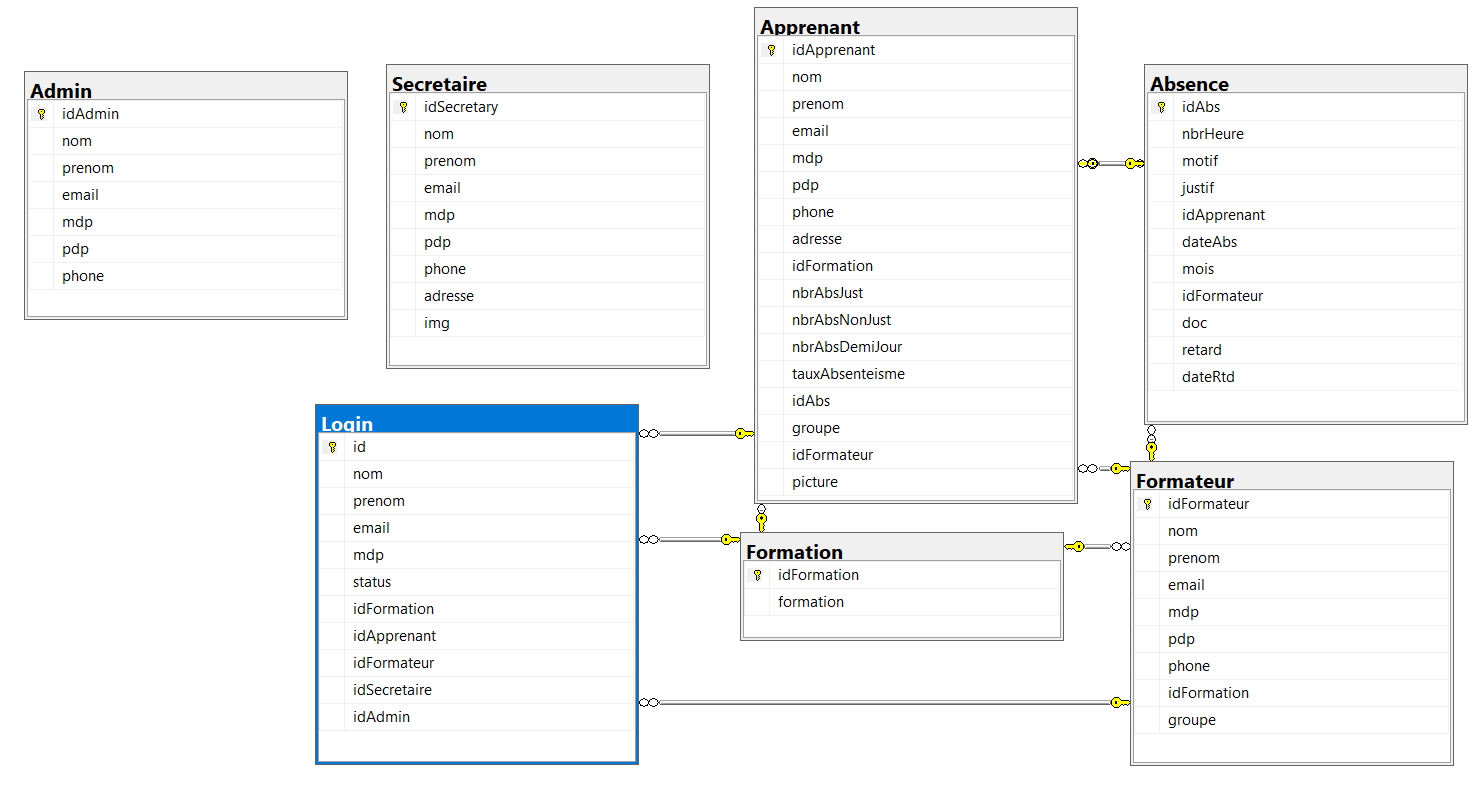 Admin
idAdmin
nom
prenom
email
mdp
pdp
phone
Secretaire
idSecretary
nom
prenom
email
mdp
pdp
phone
adresse
img
Apprenant
idApprenant
nom
prenom
email
mdp
pdp
phone
adresse
idFormation
nbrAbsJust
nbrAbsNonJust
nbrAbsDemiJour
tauxAbsenteisme
idAbs
groupe
idFormateur
picture
Absence
idAbs
nbrHeure
motif
justif
idApprenant
dateAbs
mois
idFormateur
doc
retard
dateRtd
Login
id
nom
prenom
email
mdp
status
idFormation
idApprenant
idFormateur
idSecretaire
idAdmin
Formation
idFormation
formation
Formateur
idFormateur
nom
prenom
email
mdp
pdp
phone
idFormation
groupe